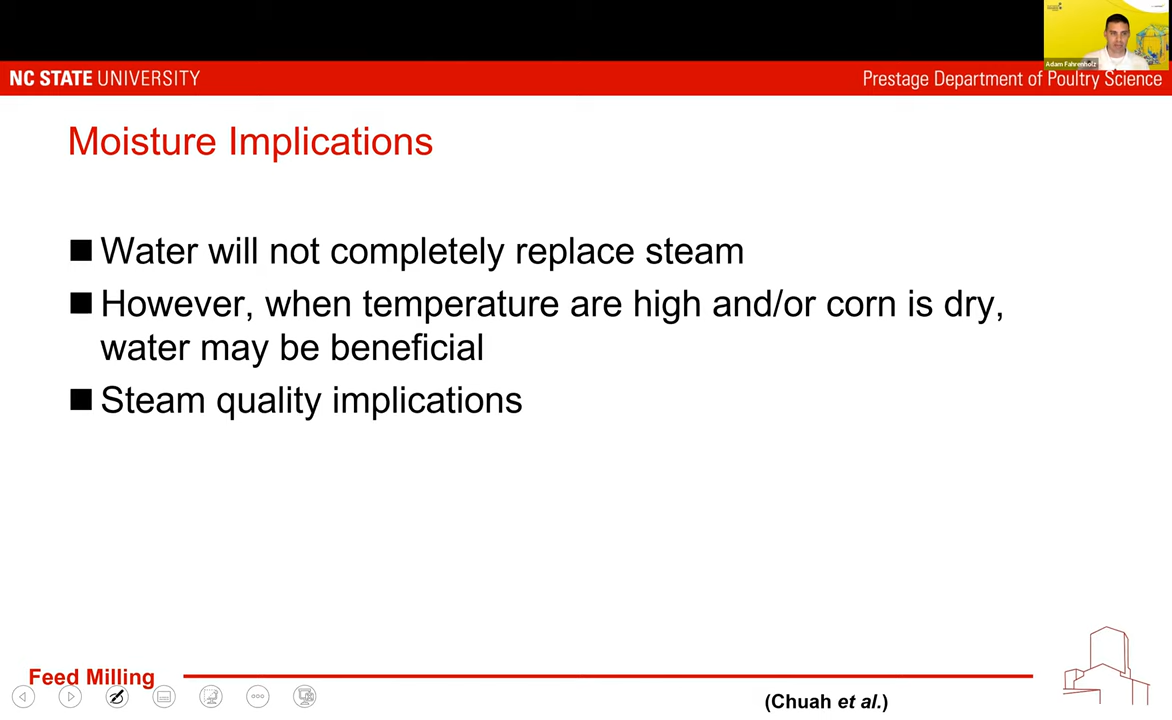 Adam Fahrenholz
NC STATE UNIVERSITY
Prestage Department of Poultry Science
Moisture Implications
Water will not completely replace steam
However, when temperature are high and/or corn is dry,
water may be beneficial
Steam quality implications
Feed Milling
(Chuah et al.)